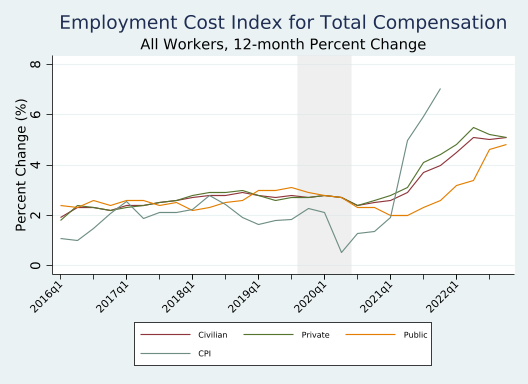 Employment Cost Index for Total Compensation
All Workers, 12-month Percent Change
Percent Change (%)
8
6
4
2
0
2016q1 2017q1 2018q1 2019q1 2020q1 2021q1 2022q1
Civilian Private Public
CPI